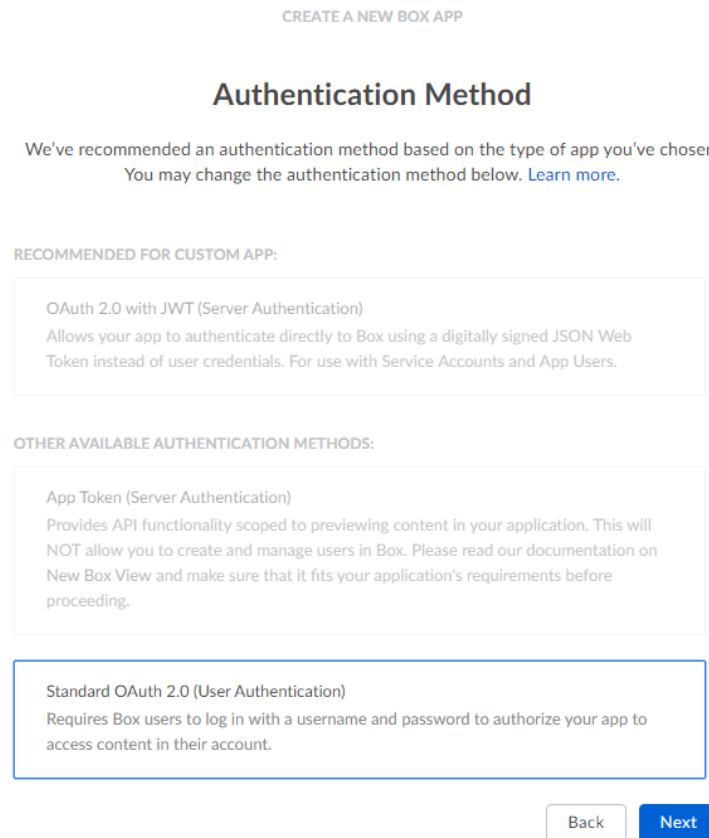 CREATE A NEW BOX APP
Authentication Method
We've recommended an authentication method based on the type of app you've chosen
You may change the authentication method below. Learn more.
RECOMMENDED FOR CUSTOM APP:
OAuth 2.0 with JWT (Server Authentication)
Allows your app to authenticate directly to Box using a digitally signed JSON Web
Token instead of user credentials. For use with Service Accounts and App Users.
OTHER AVAILABLE AUTHENTICATION METHODS:
App Token (Server Authentication)
Provides API functionality scoped to previewing content in your application. This will
NOT allow you to create and manage users in Box. Please read our documentation on
New Box View and make sure that it fits your application's requirements before
proceeding.
Standard OAuth 2.0 (User Authentication)
Requires Box users to log in with a username and password to authorize your app to
access content in their account.
Back
Next